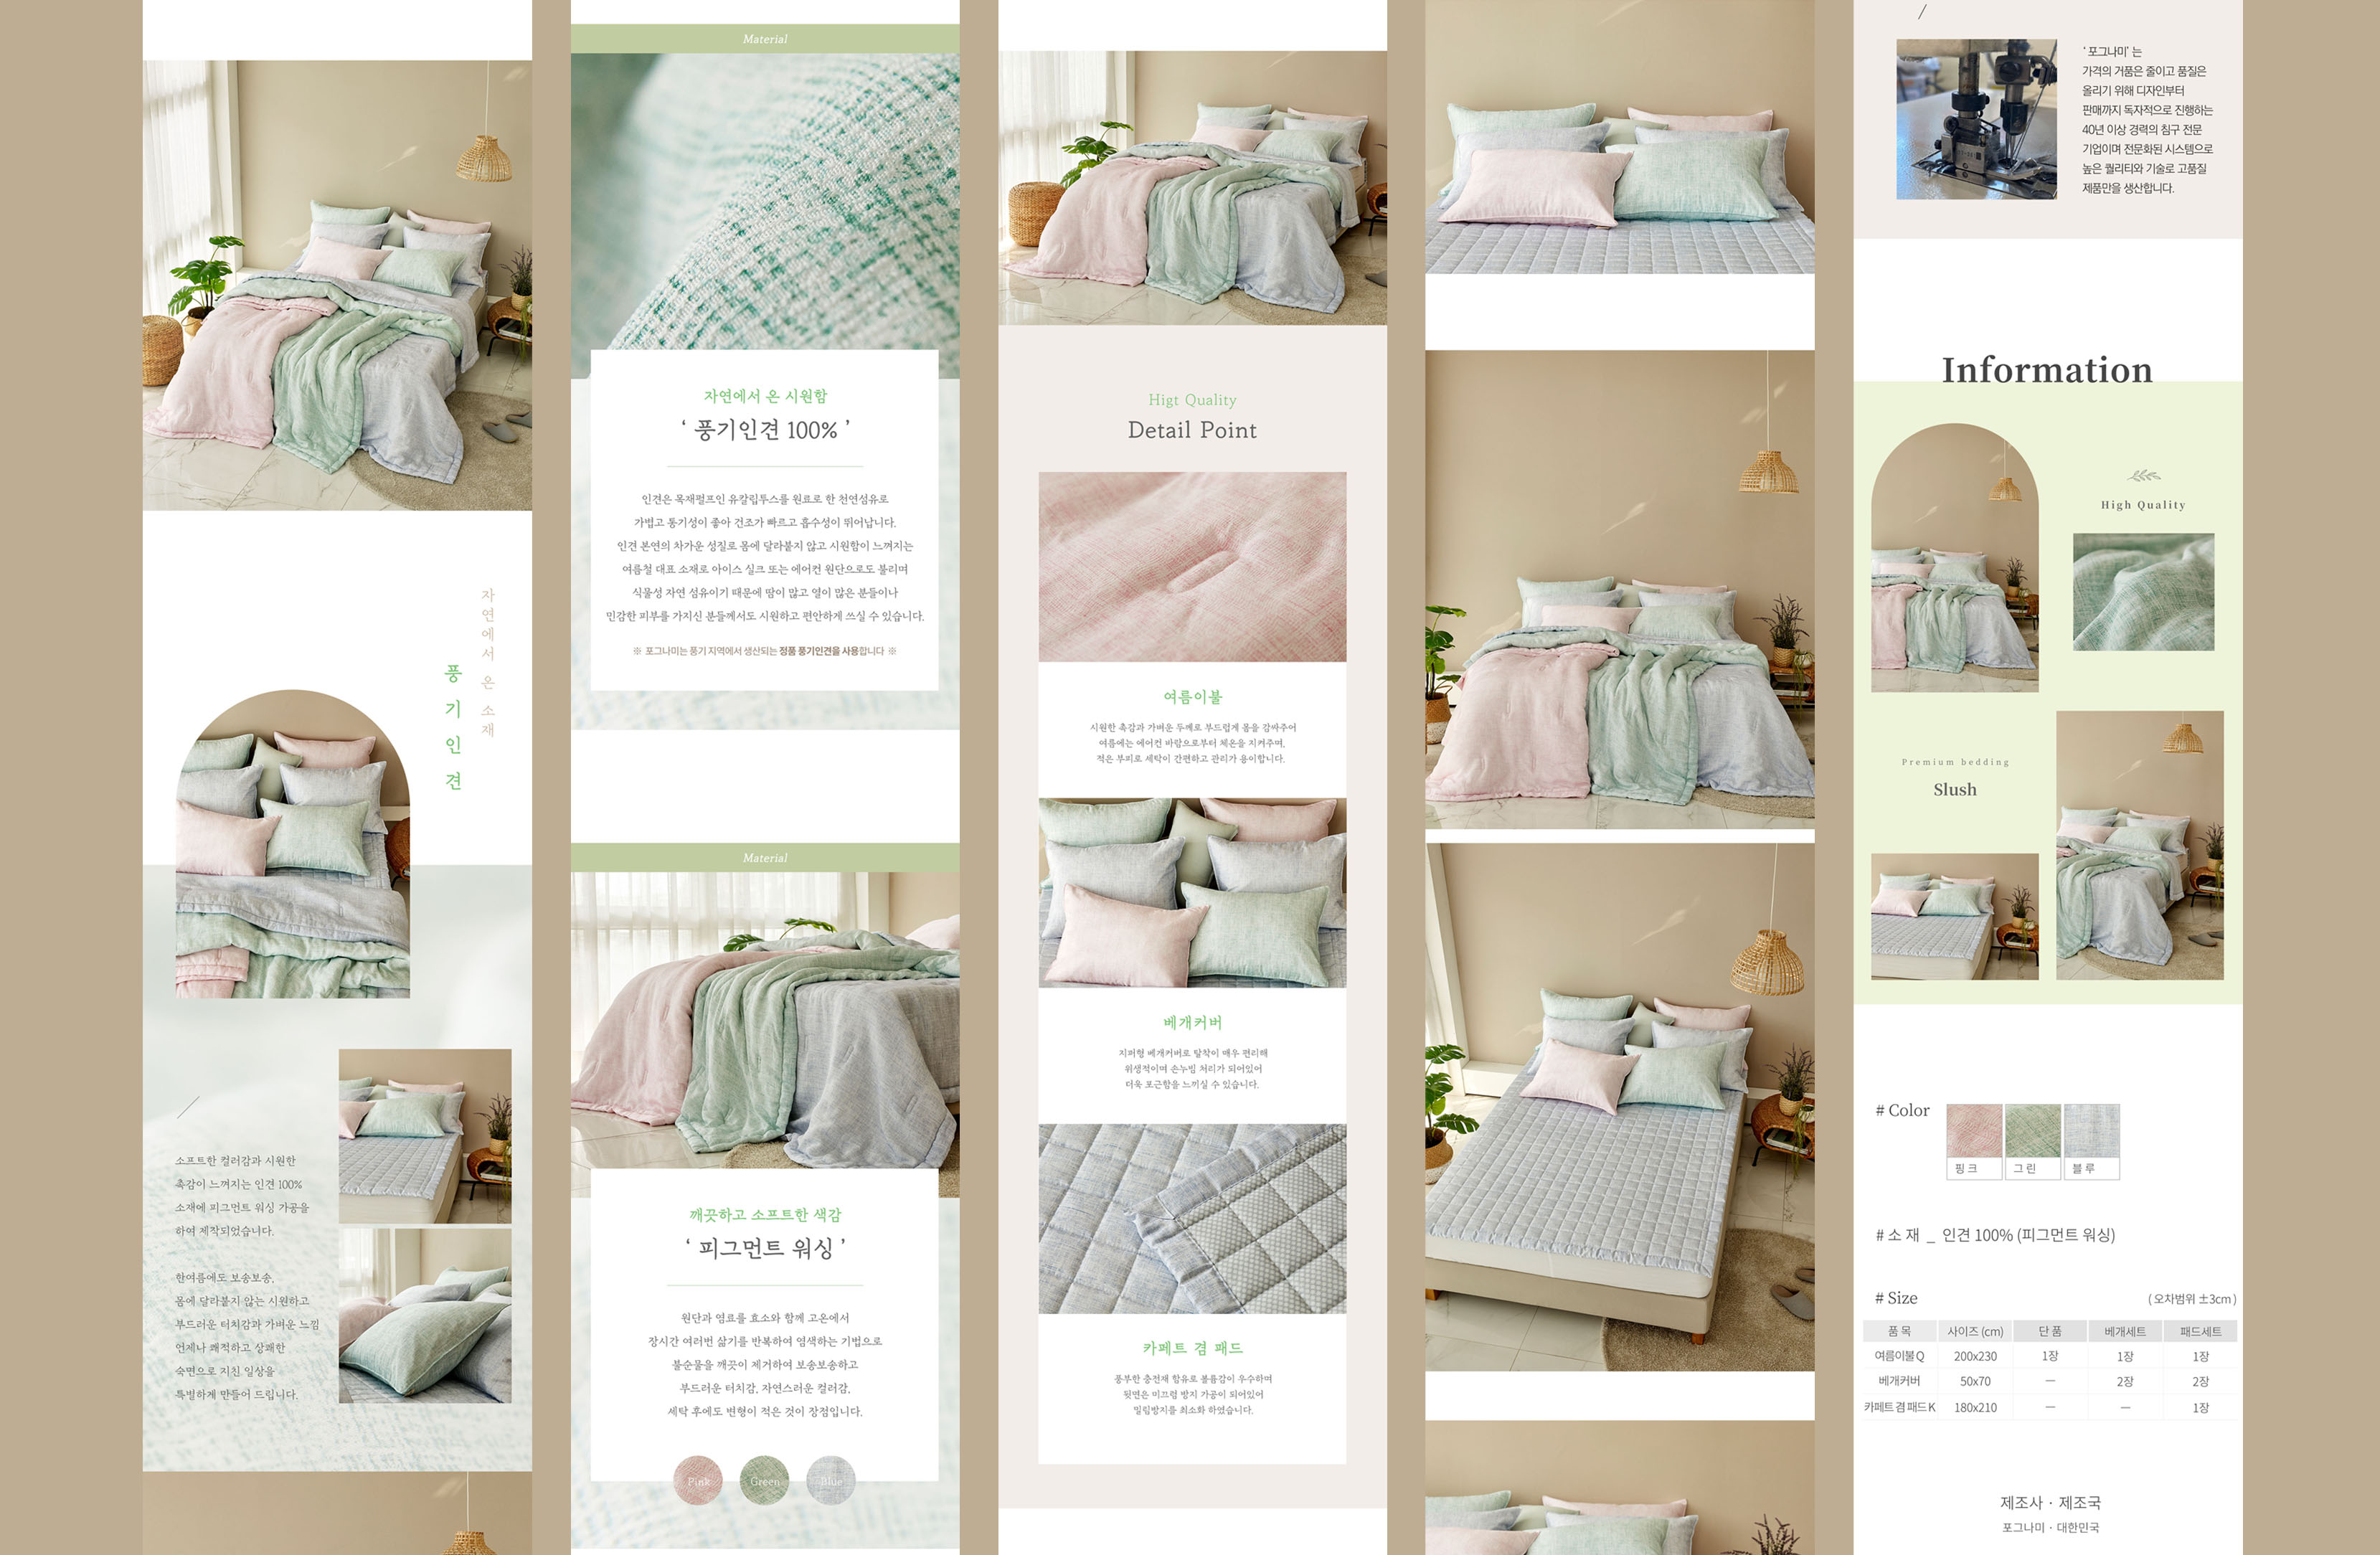 자연에서 온 소재
풍기인견
소프트한 컬러감과 시원한
촉감이 느껴지는 인견 100%
소재에 피그먼트 워싱 가공을
하여 제작되었습니다.
한여름에도 보송보송,
몸에 달라붙지 않는 시원하고
부드러운 터치감과 가벼운 느낌
언제나 쾌적하고 상쾌한
숙면으로 지친 일상을
특별하게 만들어 드립니다.
Material
자연에서 온 시원함
‘ 풍기인견 100% ’
인견은 목재펄프인 유칼립투스를 원료로 한 천연섬유로
가볍고 통기성이 좋아 건조가 빠르고 흡수성이 뛰어납니다.
인견 본연의 차가운 성질로 몸에 달라붙지 않고 시원함이 느껴지는
여름철 대표 소재로 아이스 실크 또는 에어컨 원단으로도 불리며
식물성 자연 섬유이기 때문에 땀이 많고 열이 많은 분들이나
민감한 피부를 가지신 분들께서도 시원하고 편안하게 쓰실 수 있습니다.
※ 포그나미는 풍기 지역에서 생산되는 정품 풍기인견을 사용합니다 ※
Material
깨끗하고 소프트한 색감
‘ 피그먼트 워싱 ’
원단과 염료를 효소와 함께 고온에서
장시간 여러번 삶기를 반복하여 염색하는 기법으로
불순물을 깨끗이 제거하여 보송보송하고
부드러운 터치감, 자연스러운 컬러감,
세탁 후에도 변형이 적은 것이 장점입니다.
Pink Green Blue
Higt Quality
Detail Point
여름이불
시원한 촉감과 가벼운 두께로 부드럽게 몸을 감싸주어
여름에는 에어컨 바람으로부터 체온을 지켜주며,
적은 부피로 세탁이 간편하고 관리가 용이합니다.
베개커버
지퍼형 베개커버로 탈착이 매우 편리해
위생적이며 손누빔 처리가 되어있어
더욱 포근함을 느끼실 수 있습니다.
카페트 겸 패드
풍부한 충전재 함유로 볼륨감이 우수하며
뒷면은 미끄럼 방지 가공이 되어있어
밀림방지를 최소화 하였습니다.
‘ 포그나미’ 는
가격의 거품은 줄이고 품질은
올리기 위해 디자인부터
판매까지 독자적으로 진행하는
40년 이상 경력의 침구 전문
기업이며 전문화된 시스템으로
높은 퀄리티와 기술로 고품질
제품만을 생산합니다.
Information
High Quality
Premium bedding
Slush
# Color
핑크 그린 블루
# 소 재 _ 인견 100% (피그먼트 워싱)
# Size ( 오차범위 ±3cm )
품 목 사이즈 (cm) 단 품 베개세트 패드세트
여름이불Q 200x230 1장 1장 1장
베개커버 50x70 — 2장 2장
카페트 겸 패드K 180x210 — — 1장
제조사 · 제조국
포그나미 · 대한민국